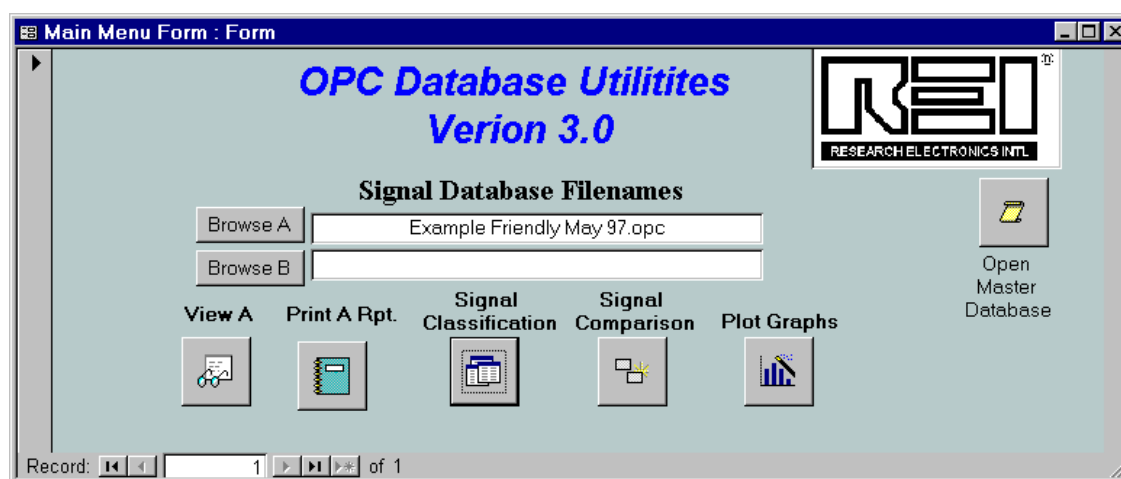 Main Menu Form : Form
OPC Database Utilitites
Verion 3.0
REI
RESEARCH ELECTRONICS INTL
Signal Database Filenames
Browse A
Example Friendly May 97.opc
Browse B
Open
Master
Database
View A
Print A Rpt.
Signal
Classification
Signal
Comparison
Plot Graphs
Record: 1 of 1